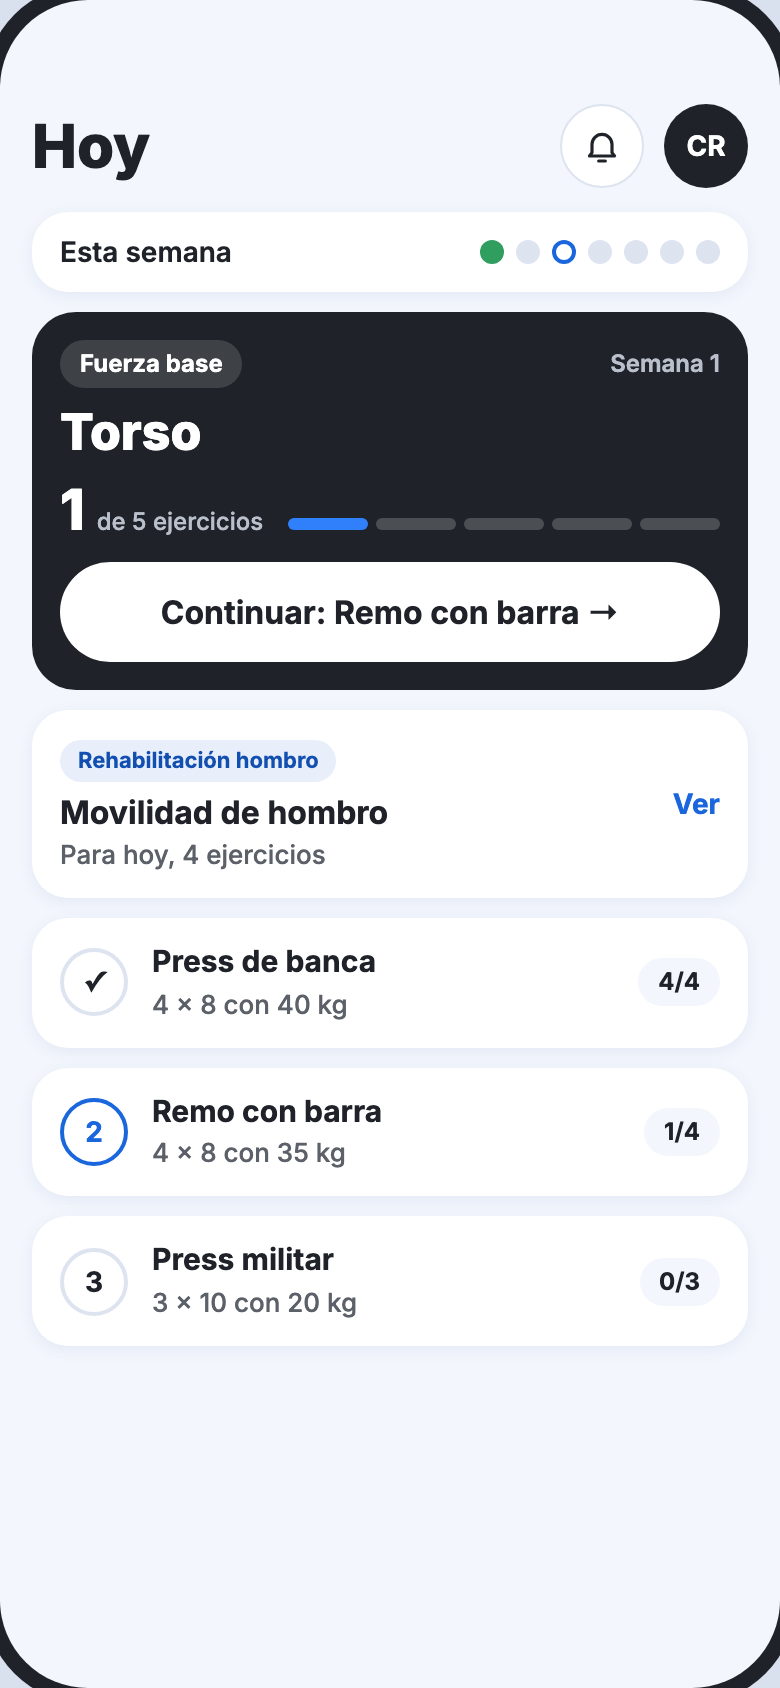 Hoy
CR
Esta semana
Fuerza base
Semana 1
Torso
1 de 5 ejercicios
Continuar: Remo con barra →
Rehabilitación hombro
Movilidad de hombro
Ver
Para hoy, 4 ejercicios
✓
Press de banca
4 × 8 con 40 kg
4/4
2
Remo con barra
4 × 8 con 35 kg
1/4
3
Press militar
3 × 10 con 20 kg
0/3